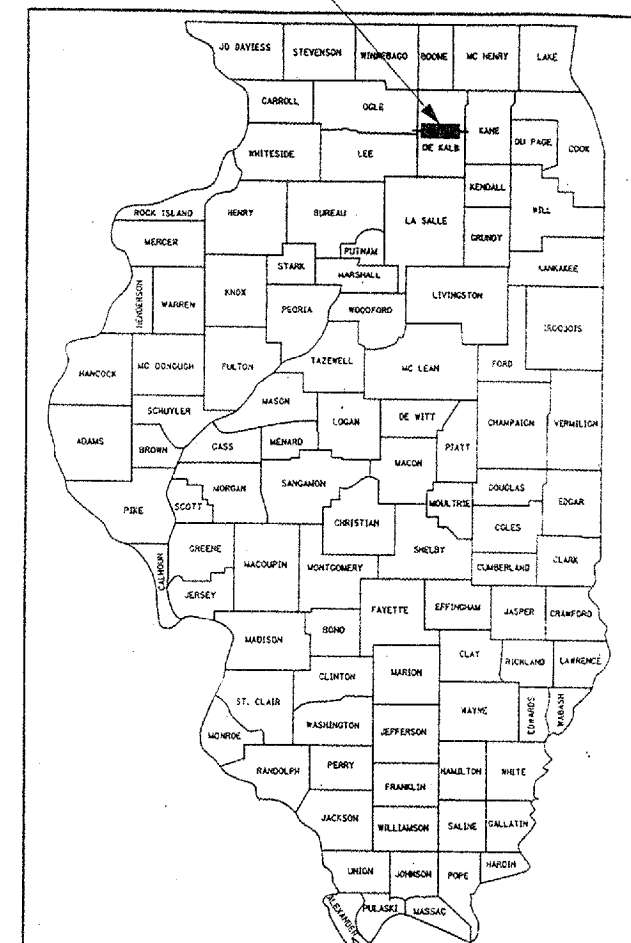 JO DAVIESS STEVENSON WINNEBAGO BOONE MC HENRY LAKE
CARROLL OGLE KANE DU PAGE COOK
WHITESIDE LEE DE KALB
KENDALL WILL
ROCK ISLAND HENRY BUREAU LA SALLE
MERCER PUTNAM GRUNDY
STARK MARSHALL KANKAKEE
HENDERSON WARREN KNOX PEORIA WOODFORD LIVINGSTON IROQUOIS
HANCOCK MC DONOUGH FULTON TAZEWELL MC LEAN FORD
SCHUYLER MASON LOGAN DE WITT CHAMPAIGN VERMILION
ADAMS BROWN CASS MENARD MACON PIATT
MORGAN SANGAMON DOUGLAS EDGAR
PIKE SCOTT CHRISTIAN MOULTRIE COLES
GREENE MACOUPIN MONTGOMERY SHELBY CUMBERLAND CLARK
CALHOUN JERSEY FAYETTE EFFINGHAM JASPER CRAWFORD
MADISON BOND CLAY RICHLAND LAWRENCE
CLINTON MARION
ST. CLAIR WASHINGTON JEFFERSON WAYNE EDWARDS WABASH
MONROE RANDOLPH PERRY HAMILTON WHITE
FRANKLIN
JACKSON WILLIAMSON SALINE GALLATIN
UNION JOHNSON POPE HARDIN
ALEXANDER PULASKI MASSAC